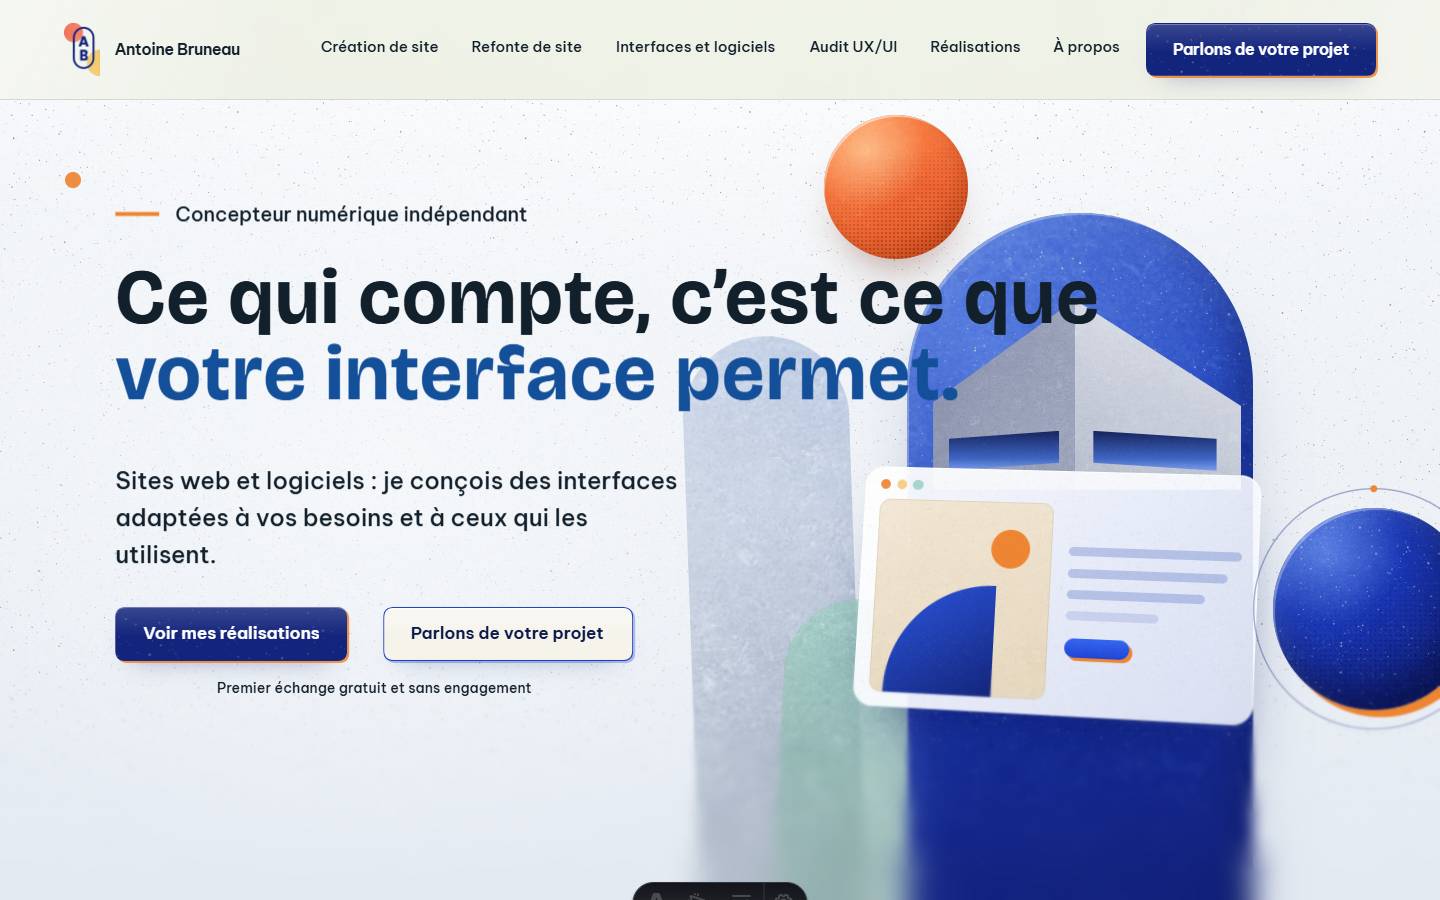 A
B
Antoine Bruneau
Création de site
Refonte de site
Interfaces et logiciels
Audit UX/UI
Réalisations
À propos
Parlons de votre projet
Concepteur numérique indépendant
Ce qui compte, c’est ce que
votre interface permet.
Sites web et logiciels : je conçois des interfaces
adaptées à vos besoins et à ceux qui les
utilisent.
Voir mes réalisations
Parlons de votre projet
Premier échange gratuit et sans engagement